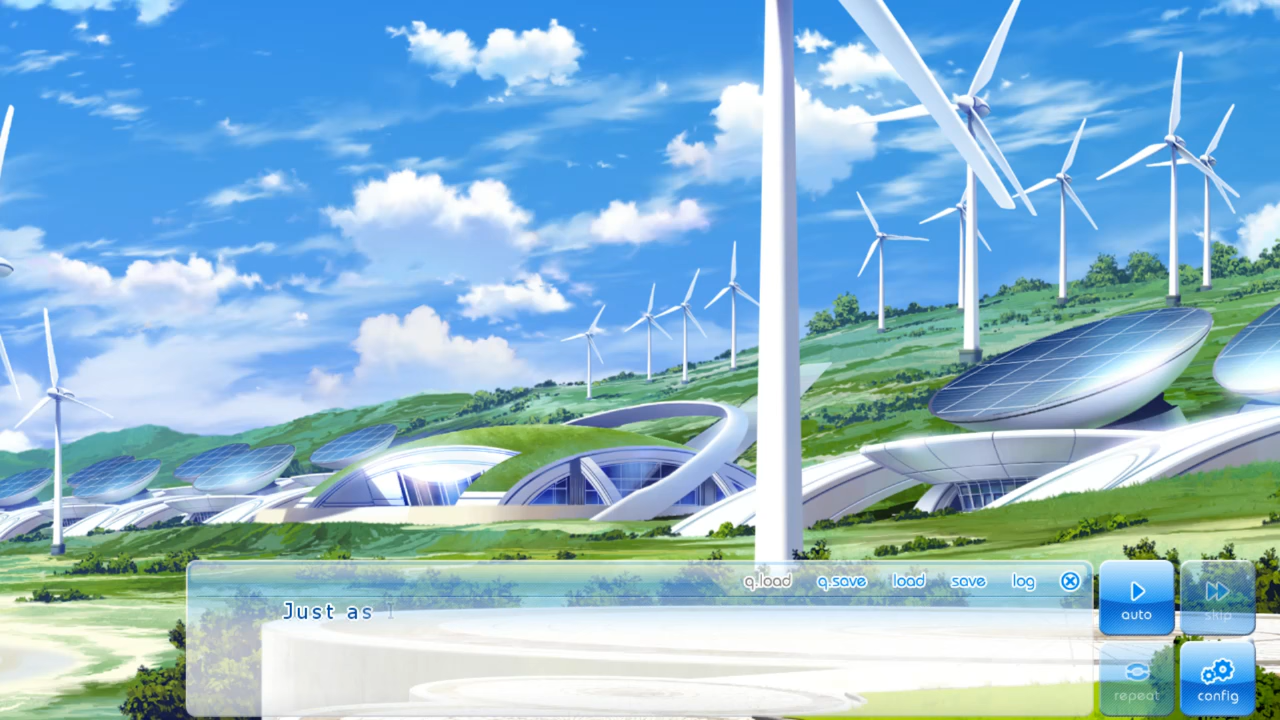 q.load q.save load save log
Just as
auto
skip
repeat
config